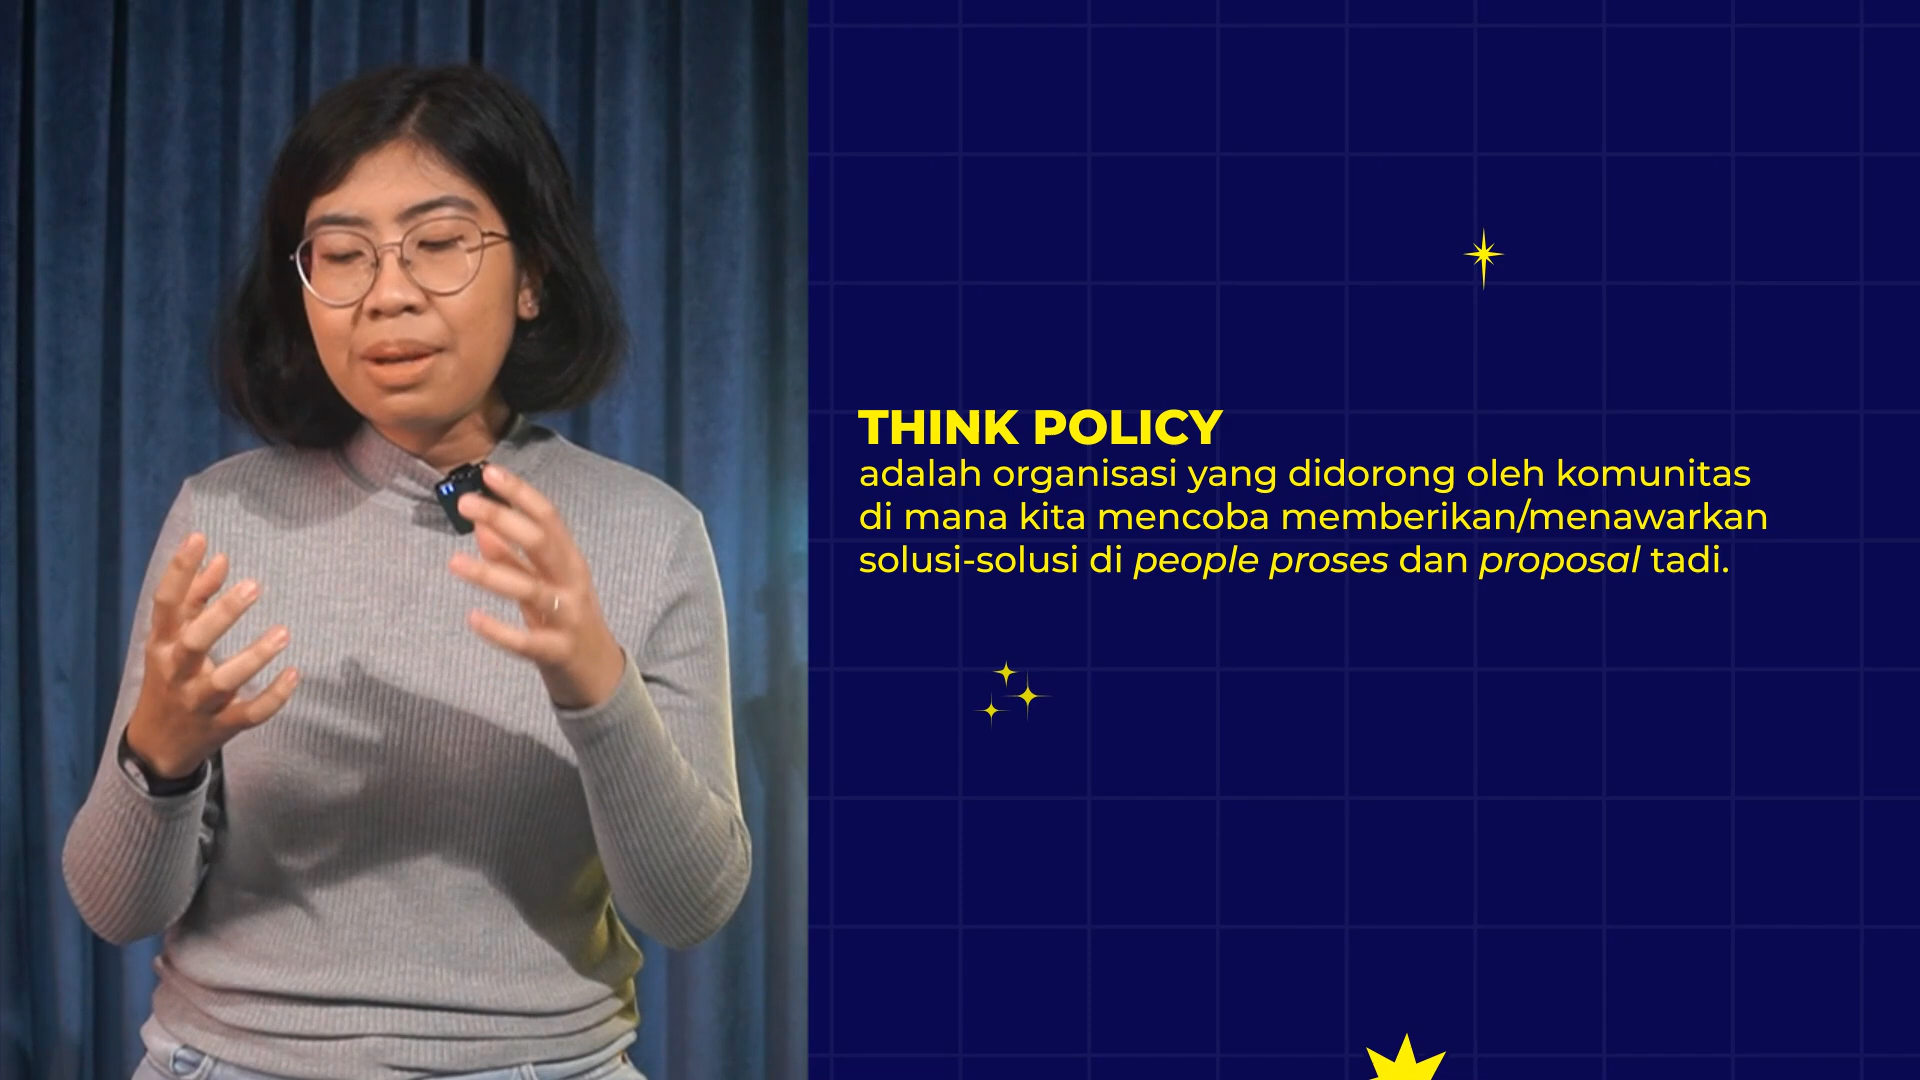 THINK POLICY
adalah organisasi yang didorong oleh komunitas
di mana kita mencoba memberikan/menawarkan
solusi-solusi di people proses dan proposal tadi.